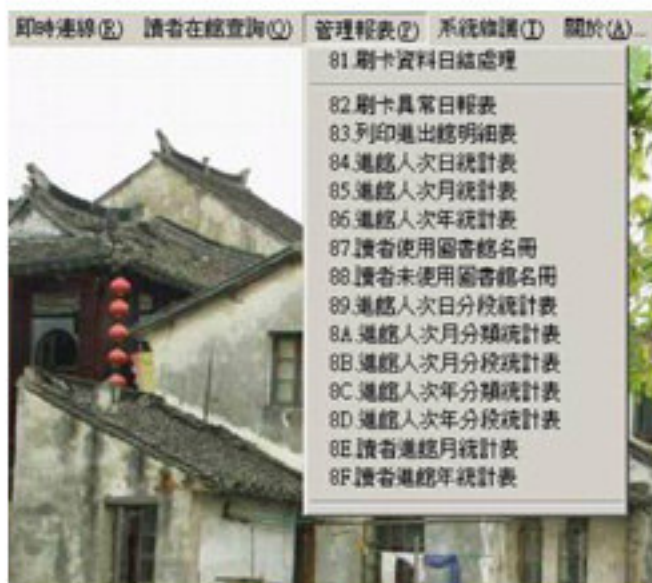 即時連線(R) 讀者在館查詢(Q) 管理報表(P) 系統維護(T) 關於(A)...
81.刷卡資料日結處理
82.刷卡異常日報表
83.列印進出館明細表
84.進館人次日統計表
85.進館人次月統計表
86.進館人次年統計表
87.讀者使用圖書館名冊
88.讀者未使用圖書館名冊
89.進館人次日分段統計表
8A.進館人次月分類統計表
8B.進館人次月分段統計表
8C.進館人次年分類統計表
8D.進館人次年分段統計表
8E.讀者進館月統計表
8F.讀者進館年統計表